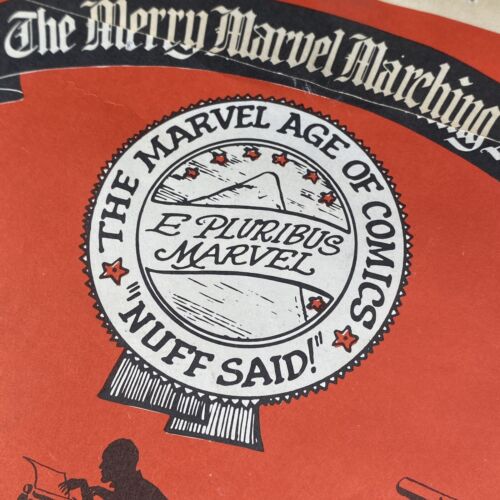 The Merry Marvel Marching
THE MARVEL AGE OF COMICS
E PLURIBUS
MARVEL
"NUFF SAID!"